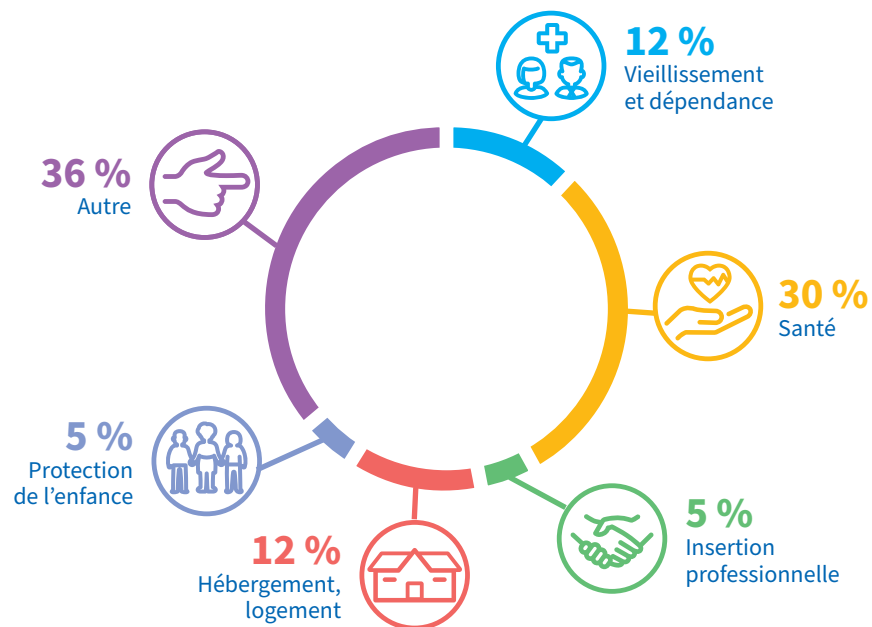 12 %
Vieillissement
et dépendance
30 %
Santé
5 %
Insertion
professionnelle
12 %
Hébergement,
logement
5 %
Protection
de l'enfance
36 %
Autre